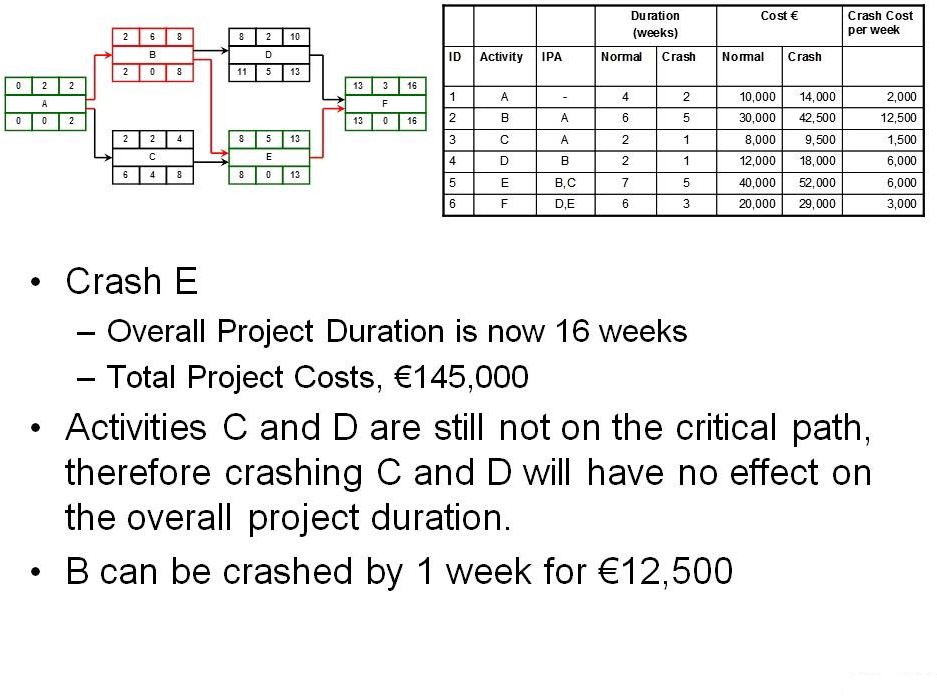 2 6 8
B
2 0 8
8 2 10
D
11 5 13
0 2 2
A
0 0 2
13 3 16
F
13 0 16
2 2 4
C
6 4 8
8 5 13
E
8 0 13
Duration (weeks) Cost € Crash Cost per week
ID Activity IPA Normal Crash Normal Crash
1 A - 4 2 10,000 14,000 2,000
2 B A 6 5 30,000 42,500 12,500
3 C A 2 1 8,000 9,500 1,500
4 D B 2 1 12,000 18,000 6,000
5 E B,C 7 5 40,000 52,000 6,000
6 F D,E 6 3 20,000 29,000 3,000
• Crash E
– Overall Project Duration is now 16 weeks
– Total Project Costs, €145,000
• Activities C and D are still not on the critical path,
therefore crashing C and D will have no effect on
the overall project duration.
• B can be crashed by 1 week for €12,500